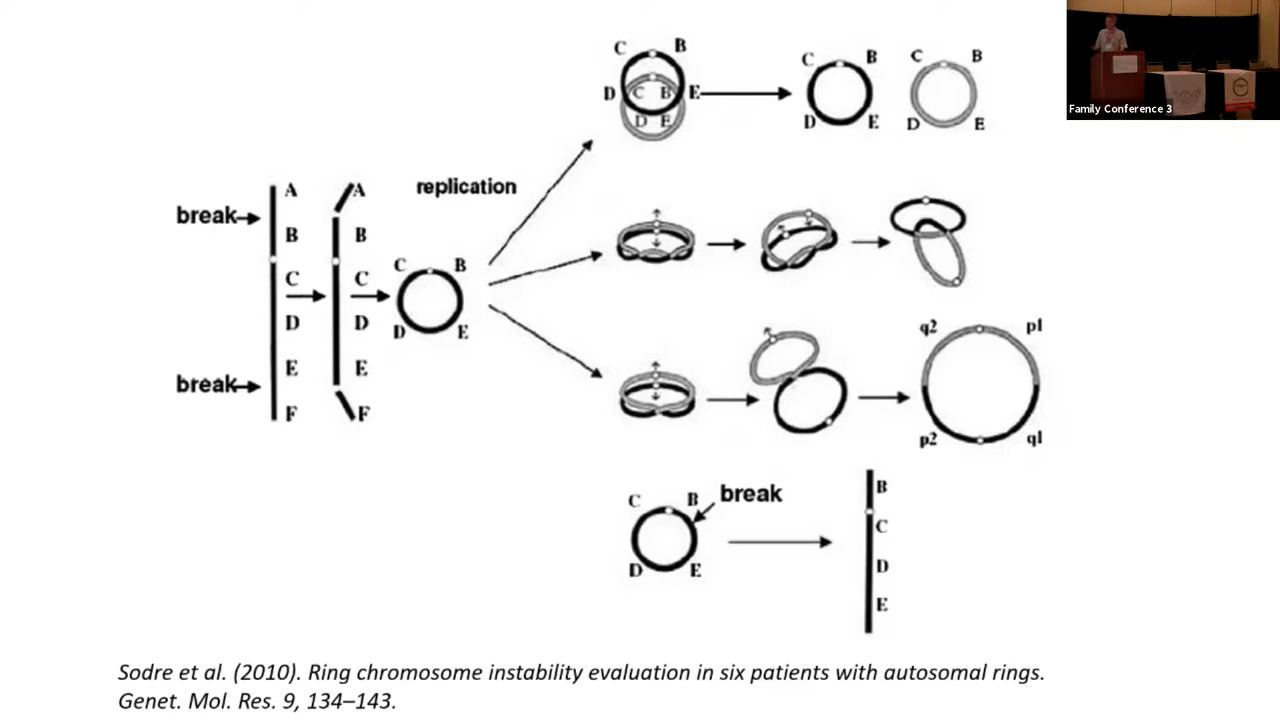 C B
D C B E
D E
C B
D E
C B
D E
replication
break
A
B
C
D
E
F
break
A
B
C
D
E
F
C B
D E
q2 p1
p2 q1
C B break
D E
B
C
D
E
Family Conference 3
Sodre et al. (2010). Ring chromosome instability evaluation in six patients with autosomal rings.
Genet. Mol. Res. 9, 134–143.